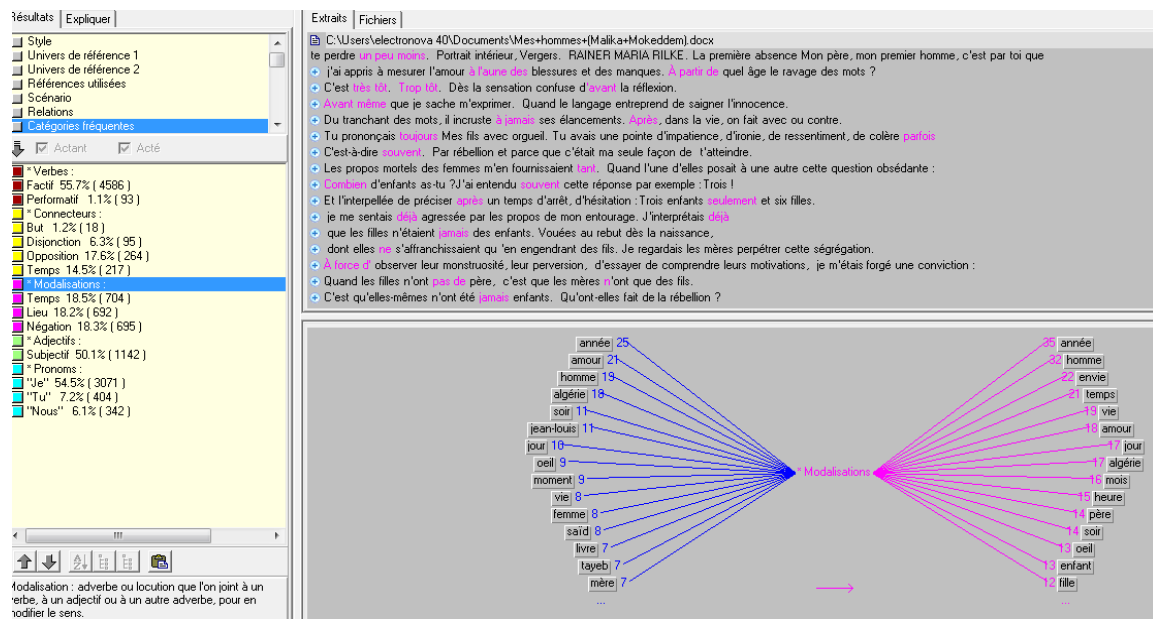 Résultats Expliquer
Style
Univers de référence 1
Univers de référence 2
Références utilisées
Scénario
Relations
Catégories fréquentes
Actant Acté
* Verbes :
Factif 55.7% ( 4586 )
Performatif 1.1% ( 93 )
* Connecteurs :
But 1.2% ( 18 )
Disjonction 6.3% ( 95 )
Opposition 17.6% ( 264 )
Temps 14.5% ( 217 )
* Modalisations :
Temps 18.5% ( 704 )
Lieu 18.2% ( 692 )
Négation 18.3% ( 695 )
* Adjectifs :
Subjectif 50.1% ( 1142 )
* Pronoms :
"Je" 54.5% ( 3071 )
"Tu" 7.2% ( 404 )
"Nous" 6.1% ( 342 )
Modalisation : adverbe ou locution que l'on joint à un
verbe, à un adjectif ou à un autre adverbe, pour en
modifier le sens.
Extraits Fichiers
C:\Users\electronova 40\Documents\Mes+hommes+(Malika+Mokeddem).docx
te perdre un peu moins. Portrait intérieur, Vergers. RAINER MARIA RILKE. La première absence Mon père, mon premier homme, c'est par toi que
j'ai appris à mesurer l'amour à l'aune des blessures et des manques. À partir de quel âge le ravage des mots ?
C'est très tôt. Trop tôt. Dès la sensation confuse d'avant la réflexion.
Avant même que je sache m'exprimer. Quand le langage entreprend de saigner l'innocence.
Du tranchant des mots, il incruste à jamais ses élancements. Après, dans la vie, on fait avec ou contre.
Tu prononçais toujours Mes fils avec orgueil. Tu avais une pointe d'impatience, d'ironie, de ressentiment, de colère parfois
C'est-à-dire souvent. Par rébellion et parce que c'était ma seule façon de t'atteindre.
Les propos mortels des femmes m'en fournissaient tant. Quand l'une d'elles posait à une autre cette question obsédante :
Combien d'enfants as-tu ?J'ai entendu souvent cette réponse par exemple : Trois !
Et l'interpellée de préciser après un temps d'arrêt, d'hésitation : Trois enfants seulement et six filles.
je me sentais déjà agressée par les propos de mon entourage. J'interprétais déjà
que les filles n'étaient jamais des enfants. Vouées au rebut dès la naissance,
dont elles ne s'affranchissaient qu 'en engendrant des fils. Je regardais les mères perpétrer cette ségrégation.
À force d' observer leur monstruosité, leur perversion, d'essayer de comprendre leurs motivations, je m'étais forgé une conviction :
Quand les filles n'ont pas de père, c'est que les mères n'ont que des fils.
C'est qu'elles-mêmes n'ont été jamais enfants. Qu'ont-elles fait de la rébellion ?
année 25 35 année
amour 21 32 homme
homme 19 22 envie
algérie 18 21 temps
soir 11 19 vie
jean-louis 11 18 amour
jour 10 17 jour
oeil 9 17 algérie
* Modalisations
moment 9 16 mois
vie 8 15 heure
femme 8 14 père
saïd 8 14 soir
livre 7 13 oeil
tayeb 7 13 enfant
mère 7 12 fille
... ...